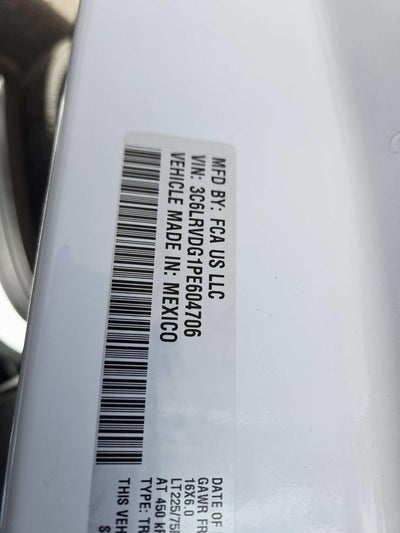 MFD BY: FCA US LLC
VIN: 3C6LRVDG1PE604706
VEHICLE MADE IN: MEXICO
DATE OF
GAWR FR
16X6.0
LT225/75
AT 450 kP
TYPE: TR
THIS VEH
S